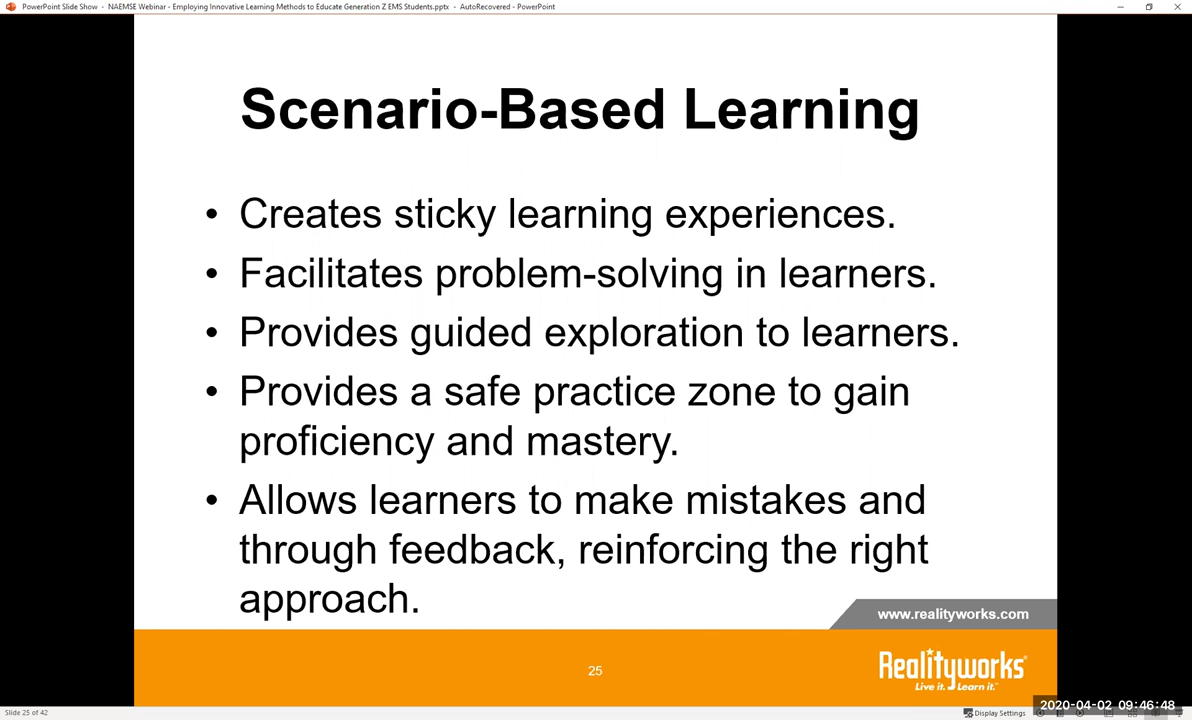 PowerPoint Slide Show - NAEMSE Webinar - Employing Innovative Learning Methods to Educate Generation Z EMS Students.pptx - AutoRecovered - PowerPoint
Scenario-Based Learning
• Creates sticky learning experiences.
• Facilitates problem-solving in learners.
• Provides guided exploration to learners.
• Provides a safe practice zone to gain
proficiency and mastery.
• Allows learners to make mistakes and
through feedback, reinforcing the right
approach.
www.realityworks.com
25
Realityworks
Live it. Learn it.™
2020-04-02 09:46:48
Slide 25 of 42
Display Settings